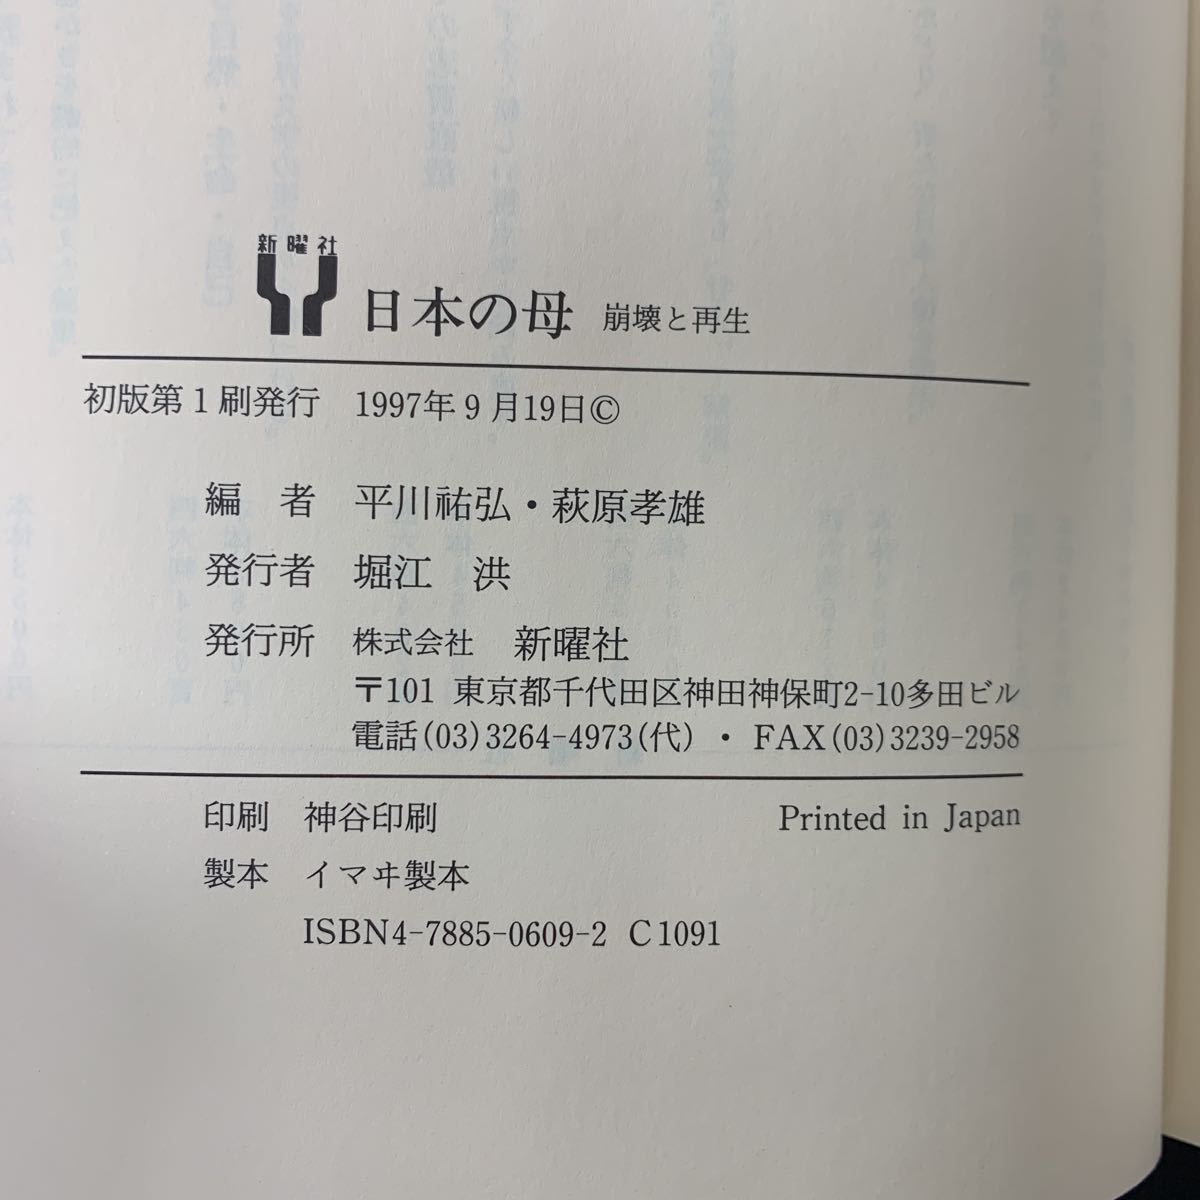 新曜社
日本の母 崩壊と再生
初版第1刷発行 1997年9月19日©
編 者 平川祐弘・萩原孝雄
発行者 堀江 洪
発行所 株式会社 新曜社
〒101 東京都千代田区神田神保町2-10多田ビル
電話(03)3264-4973(代)・FAX(03)3239-2958
印刷 神谷印刷 Printed in Japan
製本 イマヰ製本
ISBN4-7885-0609-2 C1091